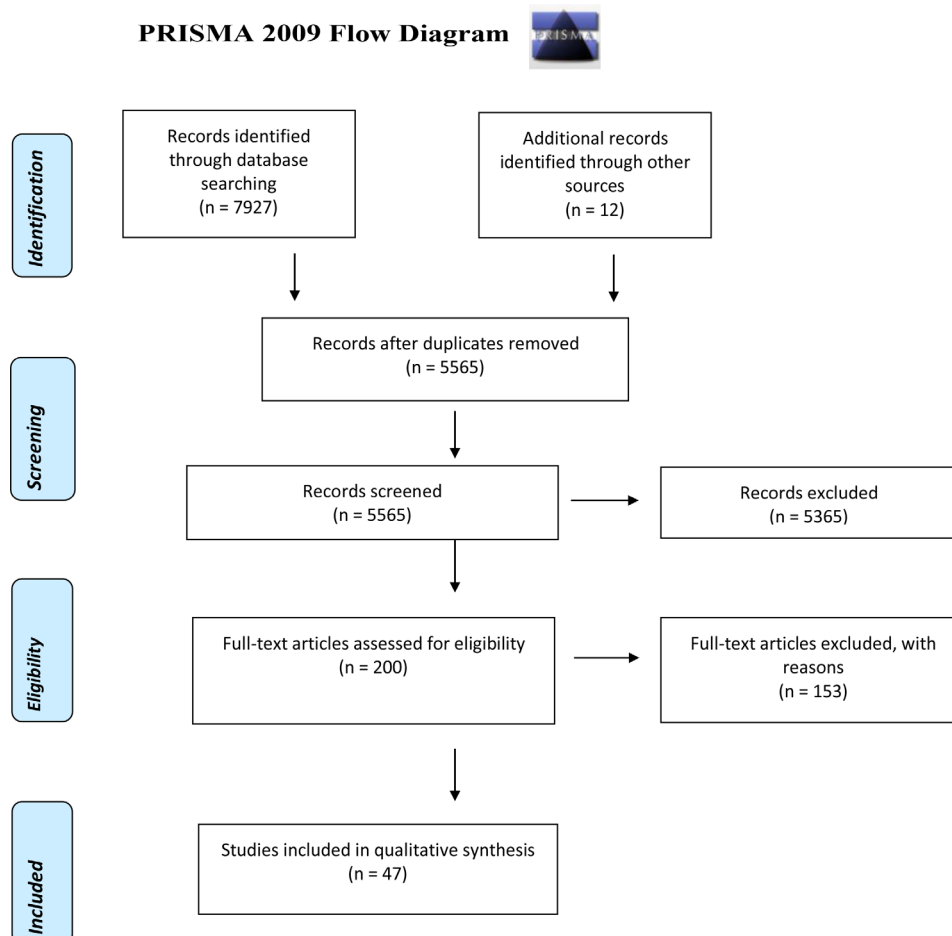 PRISMA 2009 Flow Diagram
PRISMA
Identification
Records identified
through database
searching
(n = 7927)
Additional records
identified through other
sources
(n = 12)
Records after duplicates removed
(n = 5565)
Screening
Records screened
(n = 5565)
Records excluded
(n = 5365)
Eligibility
Full-text articles assessed for eligibility
(n = 200)
Full-text articles excluded, with
reasons
(n = 153)
Included
Studies included in qualitative synthesis
(n = 47)